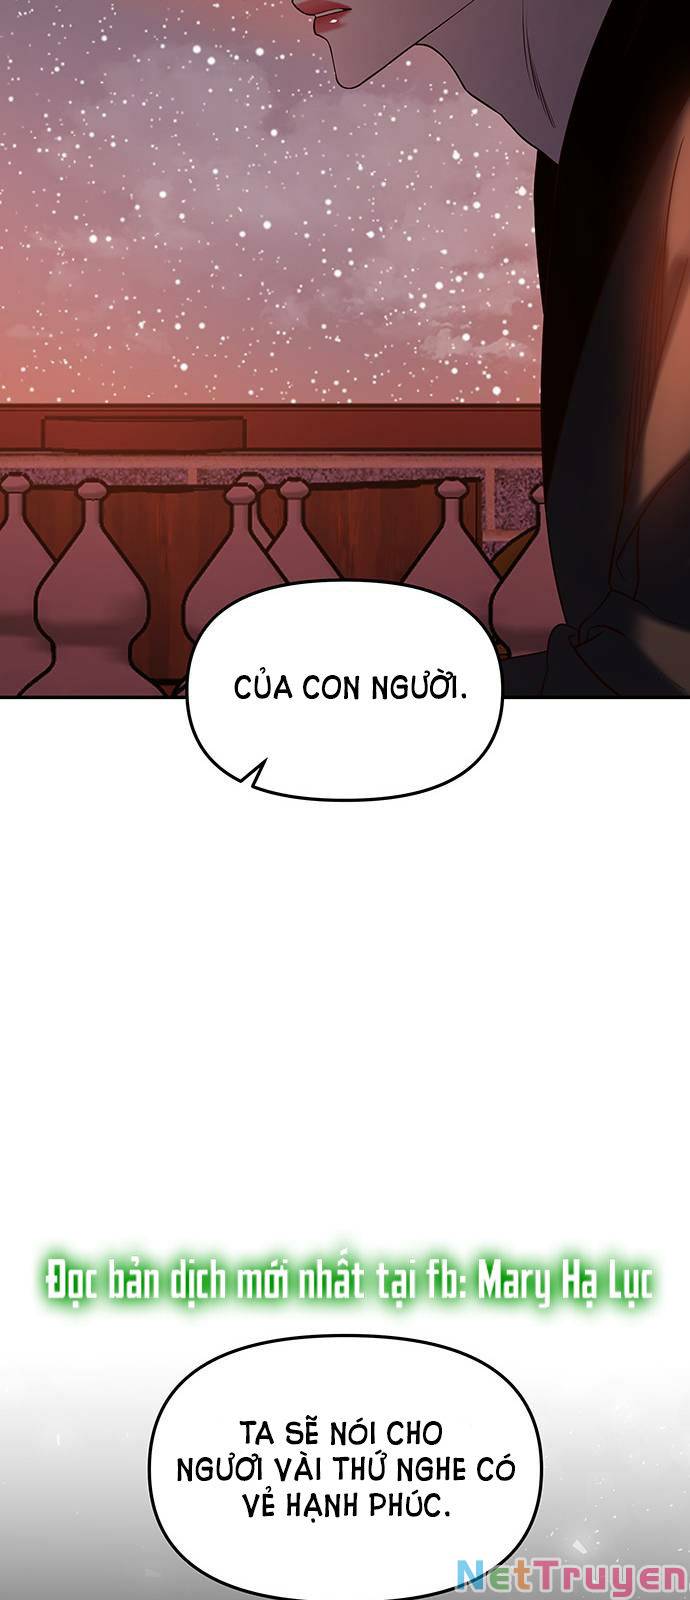 CỦA CON NGƯỜI.
Đọc bản dịch mới nhất tại fb: Mary Hạ Lục
TA SẼ NÓI CHO
NGƯƠI VÀI THỨ NGHE CÓ
VẺ HẠNH PHÚC.
NetTruyen